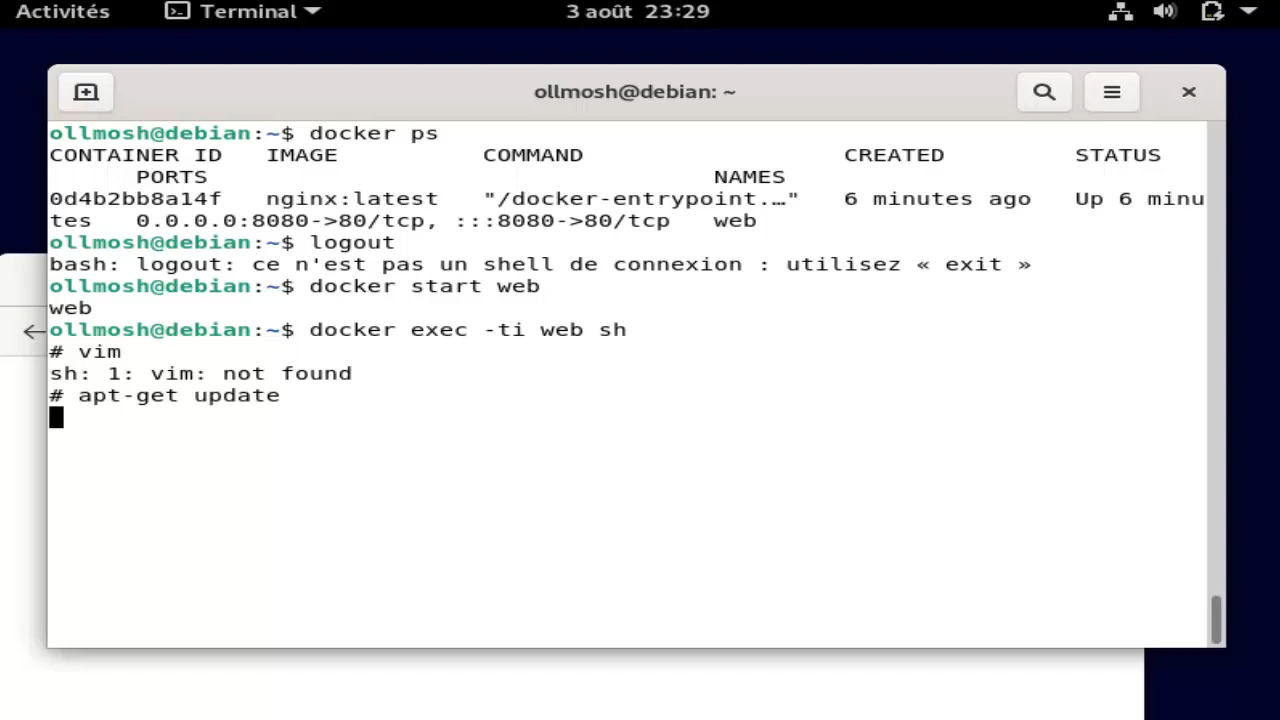 Activités Terminal 3 août 23:29
ollmosh@debian: ~
ollmosh@debian:~$ docker ps
CONTAINER ID   IMAGE          COMMAND                  CREATED         STATUS
      PORTS                                   NAMES
0d4b2bb8a14f   nginx:latest   "/docker-entrypoint.…"   6 minutes ago   Up 6 minu
tes   0.0.0.0:8080->80/tcp, :::8080->80/tcp   web
ollmosh@debian:~$ logout
bash: logout: ce n'est pas un shell de connexion : utilisez « exit »
ollmosh@debian:~$ docker start web
web
ollmosh@debian:~$ docker exec -ti web sh
# vim
sh: 1: vim: not found
# apt-get update